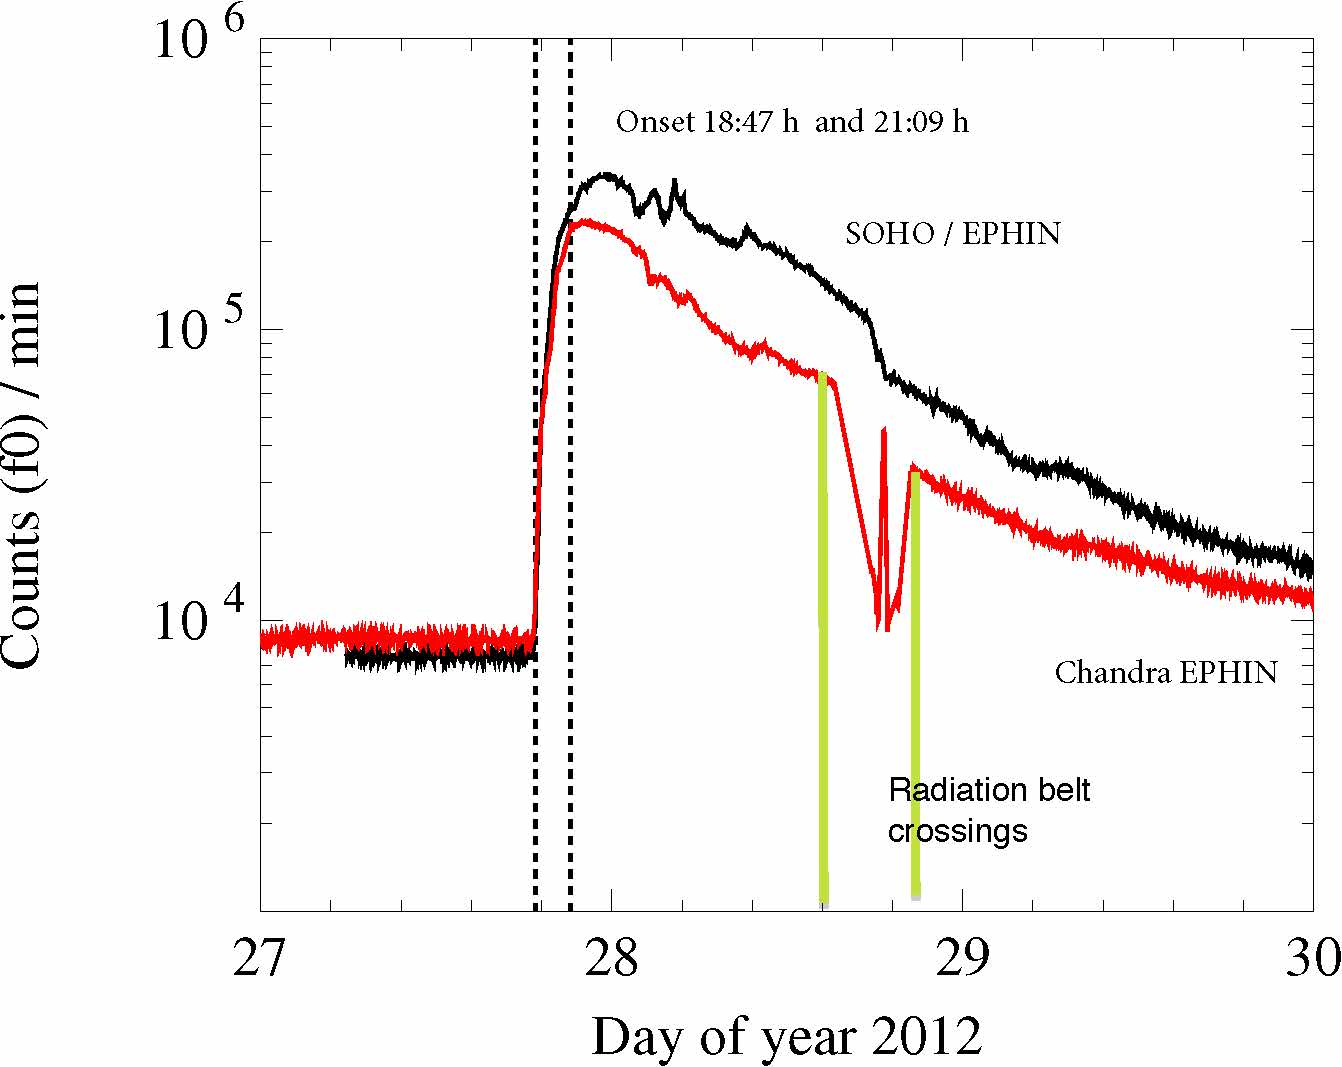 10 6
Onset 18:47 h and 21:09 h
SOHO / EPHIN
10 5
Counts (f0) / min
10 4
Chandra EPHIN
Radiation belt
crossings
27 28 29 30
Day of year 2012